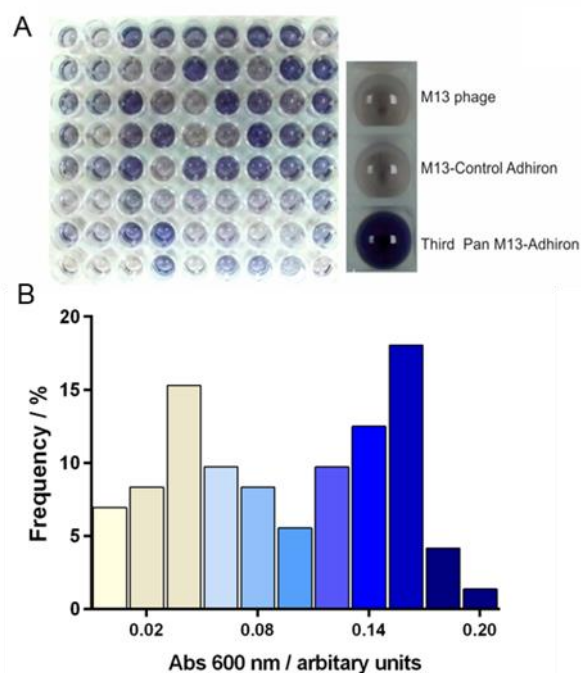 A
M13 phage
M13-Control Adhiron
Third Pan M13-Adhiron
B
20
15
10
5
0
Frequency / %
0.02
0.08
0.14
0.20
Abs 600 nm / arbitary units